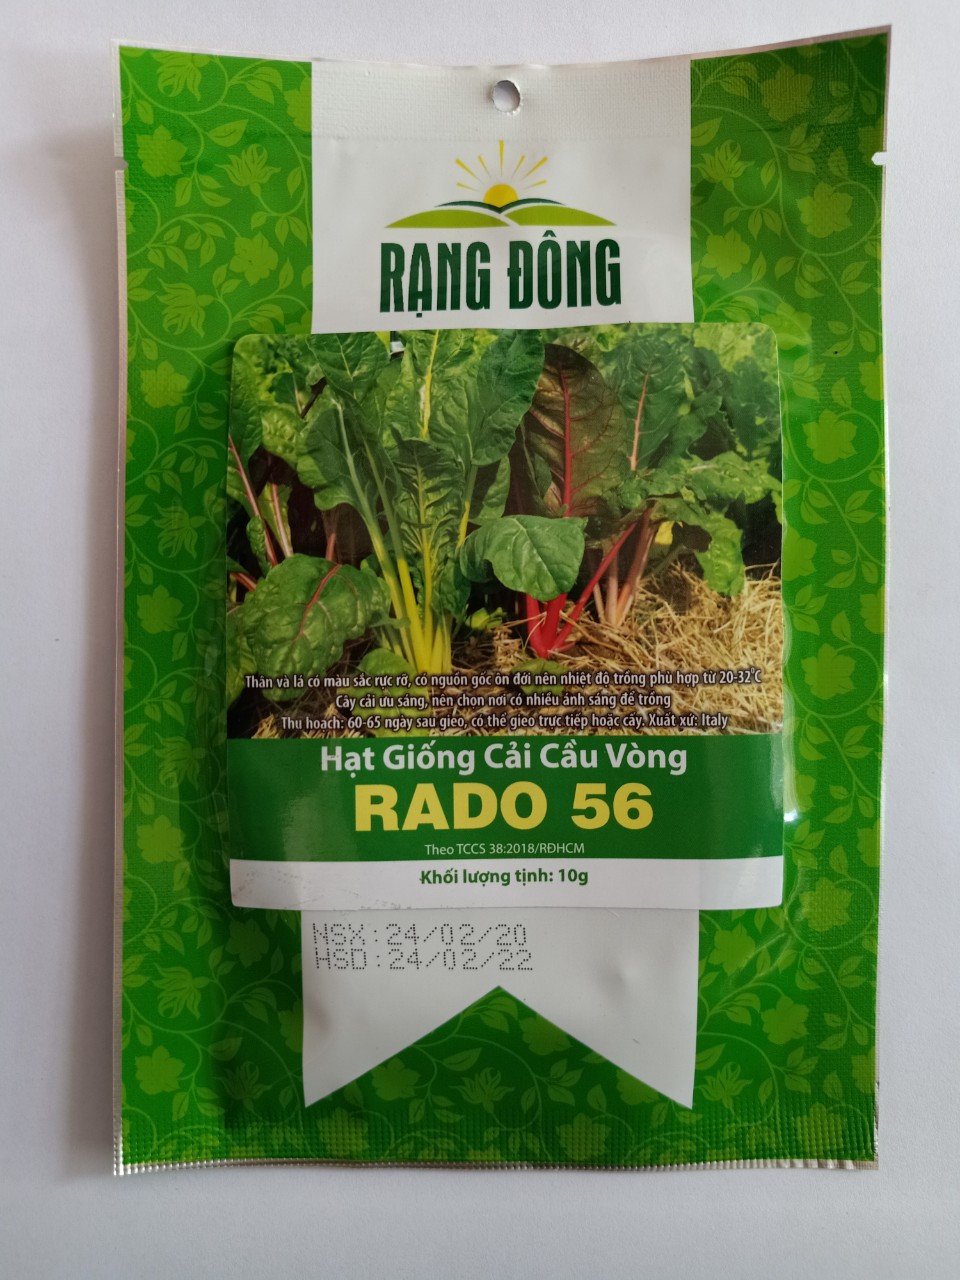 RẠNG ĐÔNG
Thân và lá có màu sắc rực rỡ, có nguồn gốc ôn đới nên nhiệt độ trồng phù hợp từ 20-32°C
Cây cải ưu sáng, nên chọn nơi có nhiều ánh sáng để trồng
Thu hoạch: 60-65 ngày sau gieo, có thể gieo trực tiếp hoặc cấy. Xuất xứ: Italy
Hạt Giống Cải Cầu Vòng
RADO 56
Theo TCCS 38:2018/RĐHCM
Khối lượng tịnh: 10g
NSX:24/02/20
HSD:24/02/22